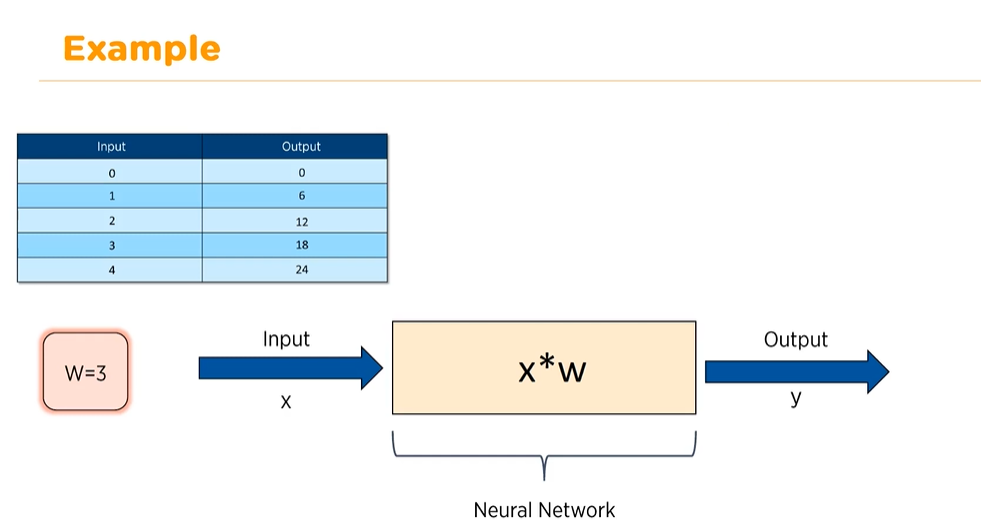 Example
Input Output
0 0
1 6
2 12
3 18
4 24
W=3
Input
x
x*w
Output
y
Neural Network